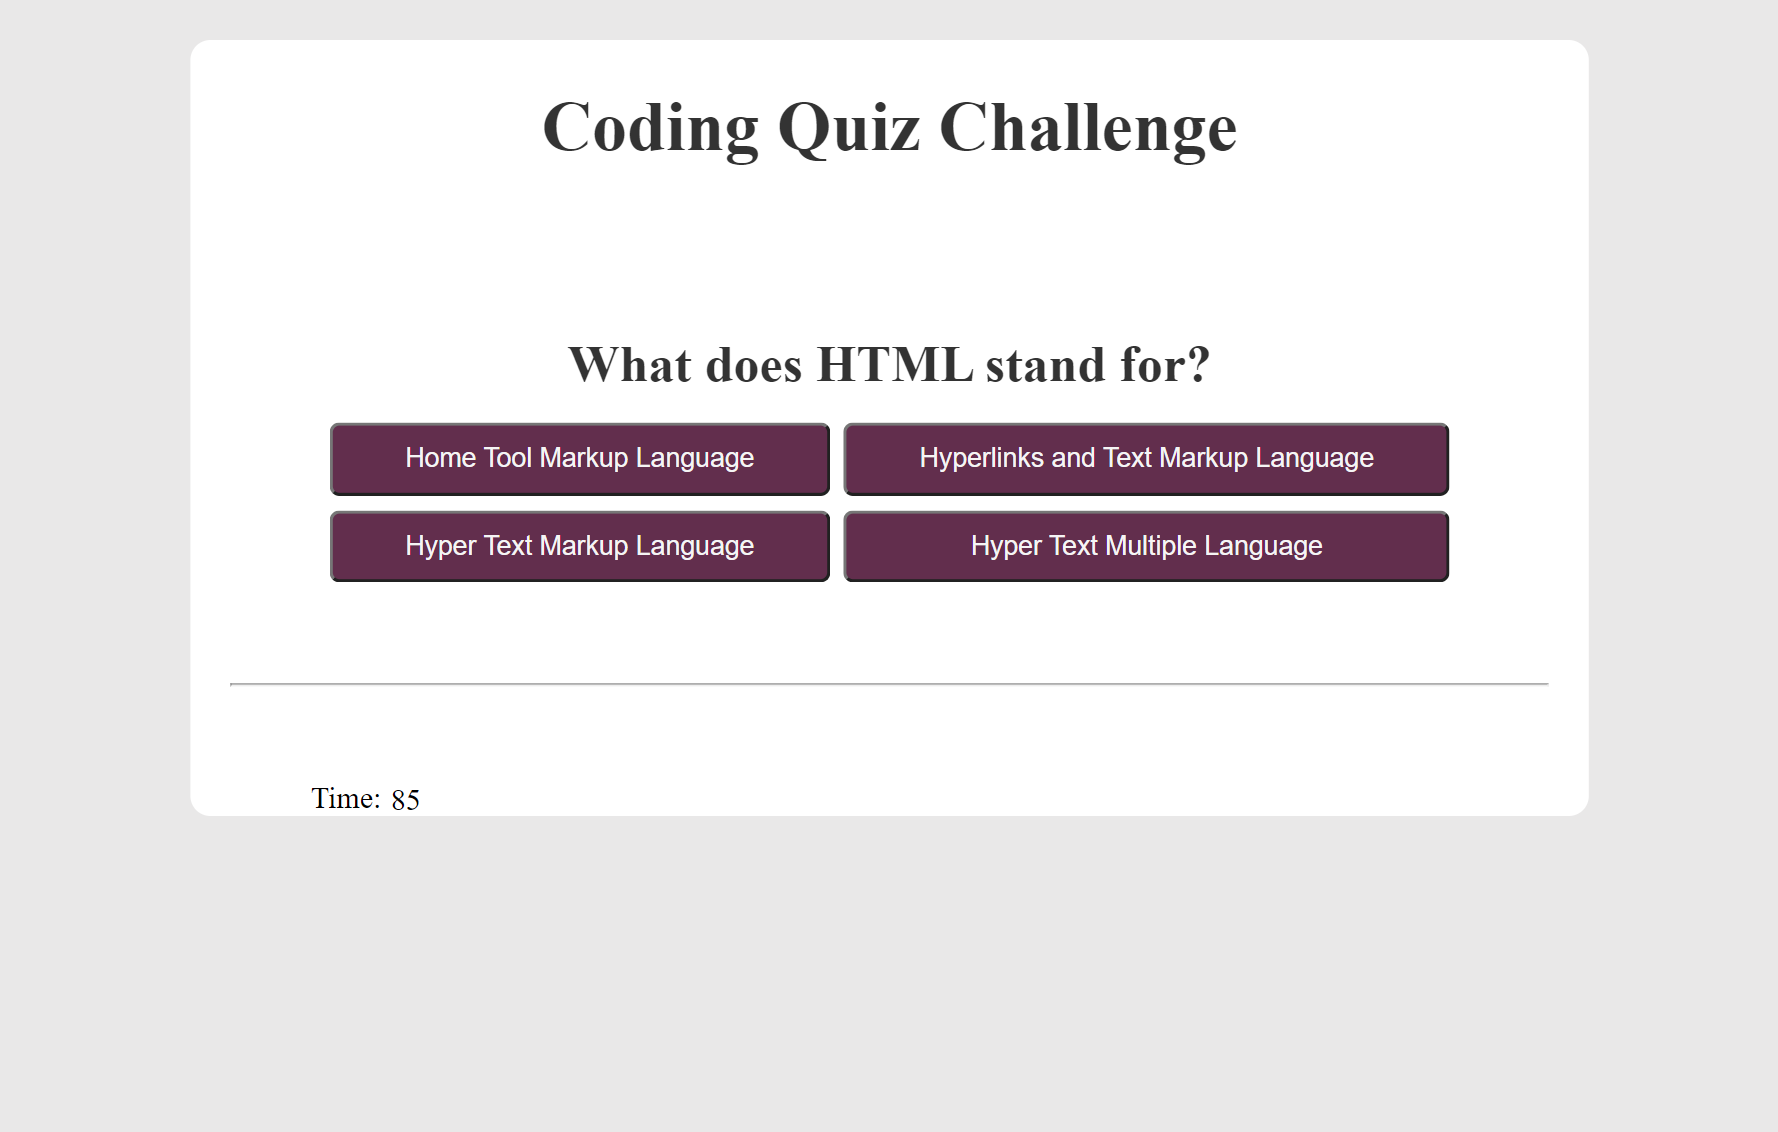 Coding Quiz Challenge
What does HTML stand for?
Home Tool Markup Language
Hyperlinks and Text Markup Language
Hyper Text Markup Language
Hyper Text Multiple Language
Time: 85